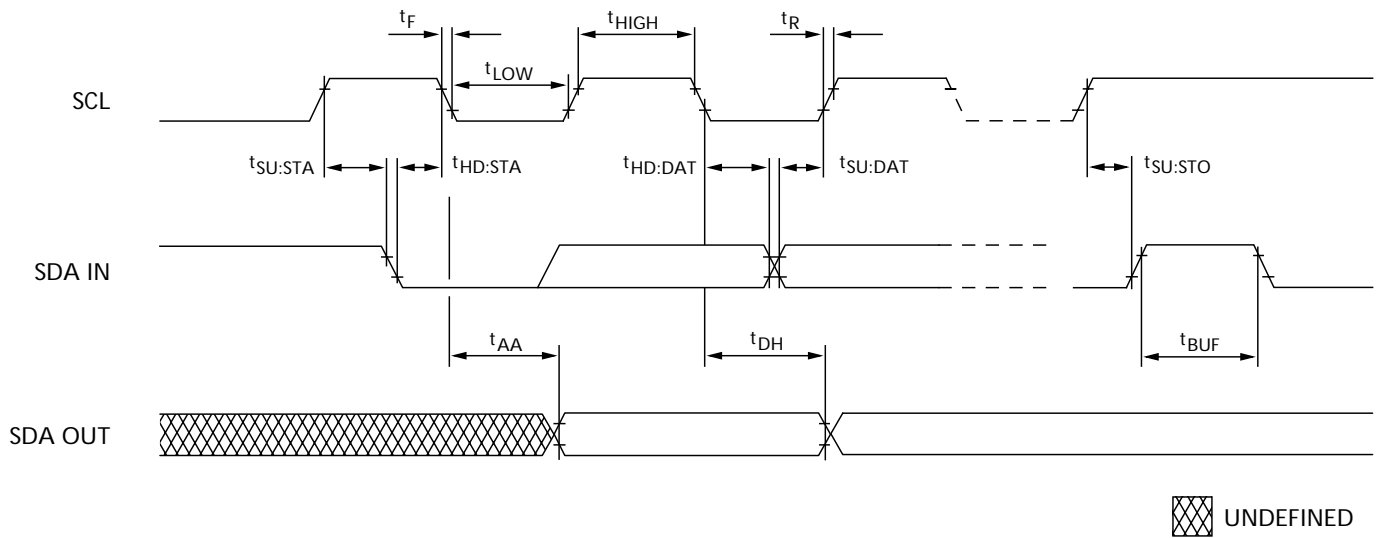 tF
tHIGH
tR
tLOW
SCL
tSU:STA
tHD:STA
tHD:DAT
tSU:DAT
tSU:STO
SDA IN
tAA
tDH
tBUF
SDA OUT
UNDEFINED